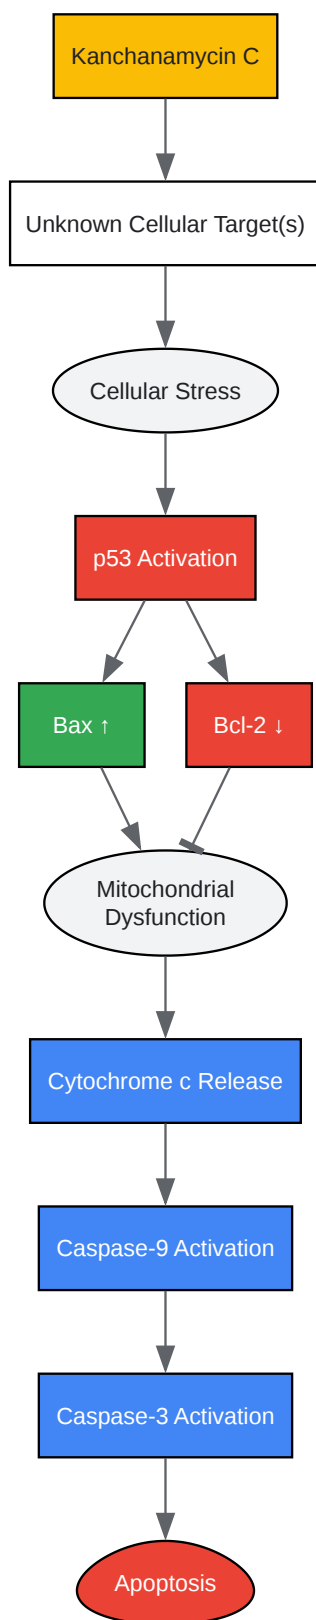 Kanchanamycin C
Unknown Cellular Target(s)
Cellular Stress
p53 Activation
Bax ↑
Bcl-2 ↓
Mitochondrial
Dysfunction
Cytochrome c Release
Caspase-9 Activation
Caspase-3 Activation
Apoptosis